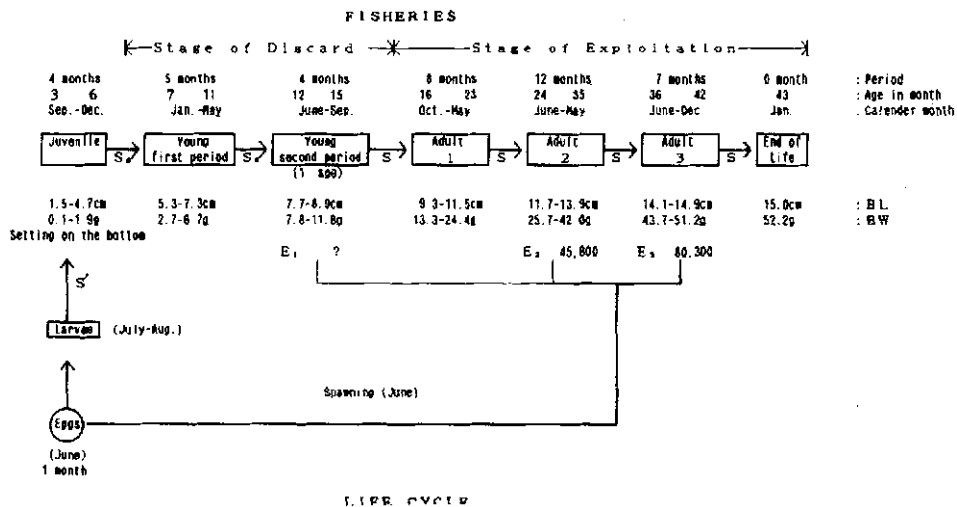 FISHERIES
Stage of Discard Stage of Exploitation
4 months 5 months 4 months 8 months 12 months 7 months 0 month : Period
3 6 7 11 12 15 16 23 24 35 36 42 43 : Age in month
Sep.-Dec. Jan.-May June-Sep. Oct.-May June-May June-Dec Jan. : Calender month
Juvenile S Young first period S Young second period (1 age) S Adult 1 S Adult 2 S Adult 3 S End of Life
1.5-4.7cm 5.3-7.3cm 7.7-8.9cm 9.3-11.5cm 11.7-13.9cm 14.1-14.9cm 15.0cm : BL
0.1-1.9g 2.7-6.7g 7.8-11.8g 13.3-24.4g 25.7-42.0g 43.7-51.2g 52.2g : BW
Setting on the bottom
E₁ ? E₂ 45,800 E₃ 80,300
S'
Larvae (July-Aug.)
Spawning (June)
Eggs
(June)
1 month
LIFE CYCLE